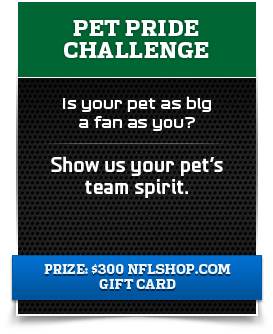 PET PRIDE
CHALLENGE
Is your pet as big
a fan as you?
Show us your pet's
team spirit.
PRIZE: $300 NFLSHOP.COM
GIFT CARD